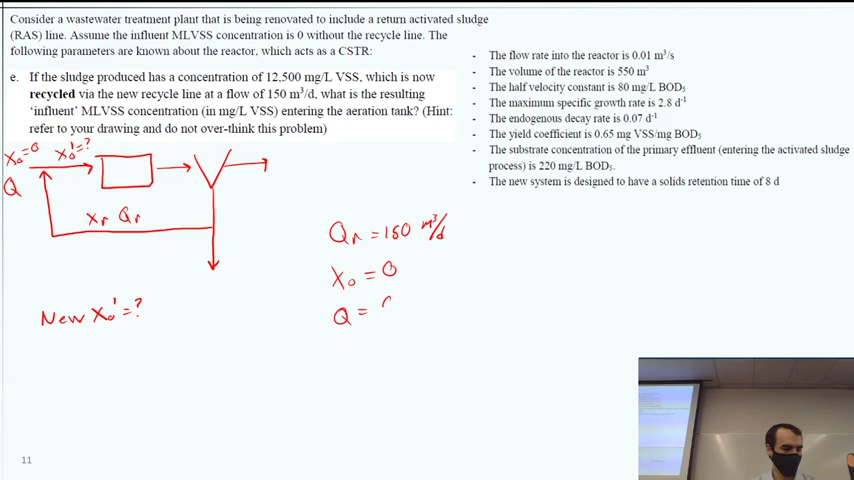 Consider a wastewater treatment plant that is being renovated to include a return activated sludge
(RAS) line. Assume the influent MLVSS concentration is 0 without the recycle line. The
following parameters are known about the reactor, which acts as a CSTR:
e. If the sludge produced has a concentration of 12,500 mg/L VSS, which is now
recycled via the new recycle line at a flow of 150 m³/d, what is the resulting
'influent' MLVSS concentration (in mg/L VSS) entering the aeration tank? (Hint:
refer to your drawing and do not over-think this problem)
- The flow rate into the reactor is 0.01 m³/s
- The volume of the reactor is 550 m³
- The half velocity constant is 80 mg/L BOD₅
- The maximum specific growth rate is 2.8 d⁻¹
- The endogenous decay rate is 0.07 d⁻¹
- The yield coefficient is 0.65 mg VSS/mg BOD₅
- The substrate concentration of the primary effluent (entering the activated sludge
process) is 220 mg/L BOD₅.
- The new system is designed to have a solids retention time of 8 d
X₀=0 X₀'=?
Q
Xr Qr
Qr = 150 m³/d
X₀ = 0
Q =
New X₀' = ?
11